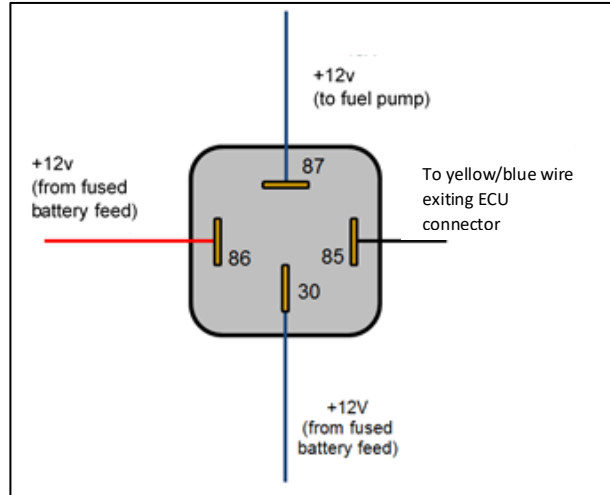 +12v
(to fuel pump)
87
+12v
(from fused
battery feed)
To yellow/blue wire
exiting ECU
connector
86
85
30
+12V
(from fused
battery feed)